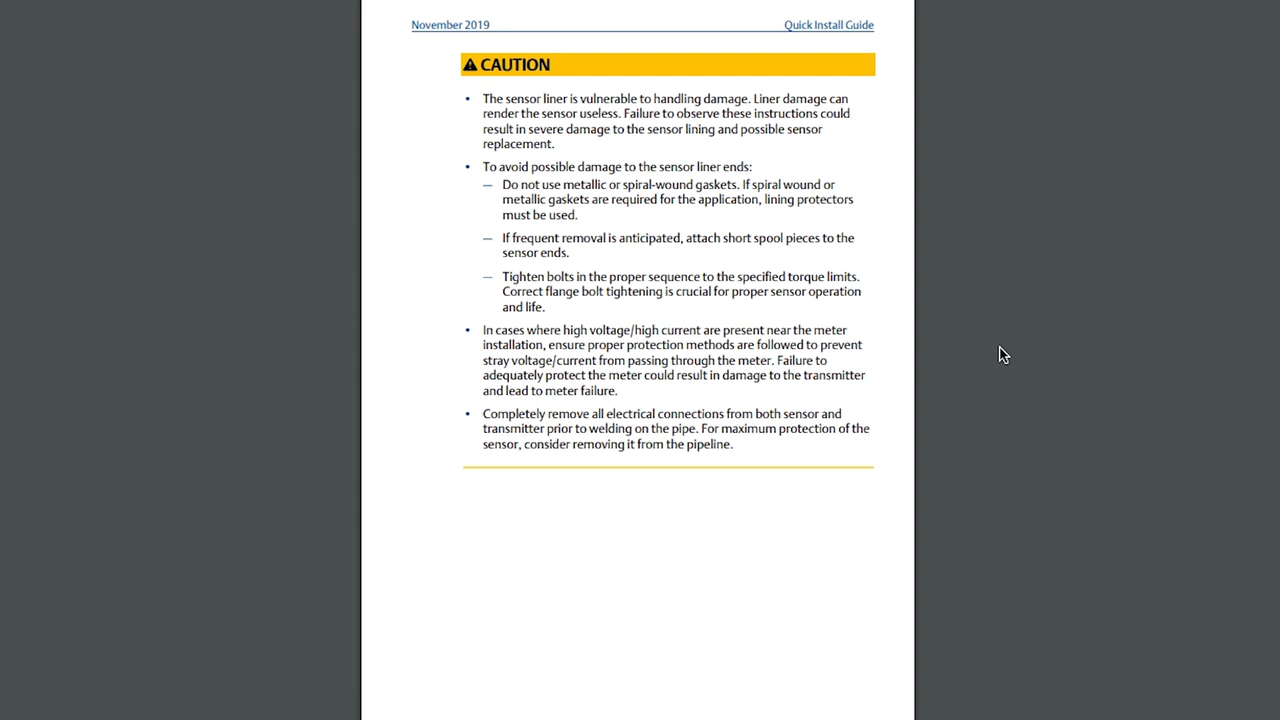 November 2019 Quick Install Guide
CAUTION
• The sensor liner is vulnerable to handling damage. Liner damage can
render the sensor useless. Failure to observe these instructions could
result in severe damage to the sensor lining and possible sensor
replacement.
• To avoid possible damage to the sensor liner ends:
— Do not use metallic or spiral-wound gaskets. If spiral wound or
metallic gaskets are required for the application, lining protectors
must be used.
— If frequent removal is anticipated, attach short spool pieces to the
sensor ends.
— Tighten bolts in the proper sequence to the specified torque limits.
Correct flange bolt tightening is crucial for proper sensor operation
and life.
• In cases where high voltage/high current are present near the meter
installation, ensure proper protection methods are followed to prevent
stray voltage/current from passing through the meter. Failure to
adequately protect the meter could result in damage to the transmitter
and lead to meter failure.
• Completely remove all electrical connections from both sensor and
transmitter prior to welding on the pipe. For maximum protection of the
sensor, consider removing it from the pipeline.